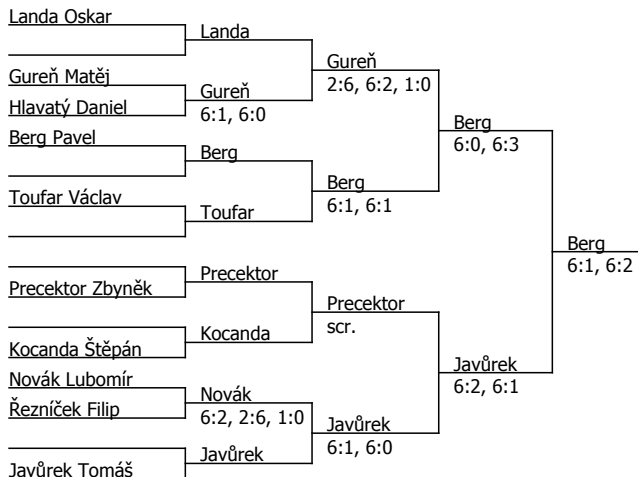 Landa Oskar
Gureň Matěj
Hlavatý Daniel
Berg Pavel
Toufar Václav
Precektor Zbyněk
Kocanda Štěpán
Novák Lubomír
Řezníček Filip
Javůrek Tomáš
Landa
Gureň
6:1, 6:0
Berg
Toufar
Precektor
Kocanda
Novák
6:2, 2:6, 1:0
Javůrek
Gureň
2:6, 6:2, 1:0
Berg
6:1, 6:1
Precektor
scr.
Javůrek
6:1, 6:0
Berg
6:0, 6:3
Javůrek
6:2, 6:1
Berg
6:1, 6:2